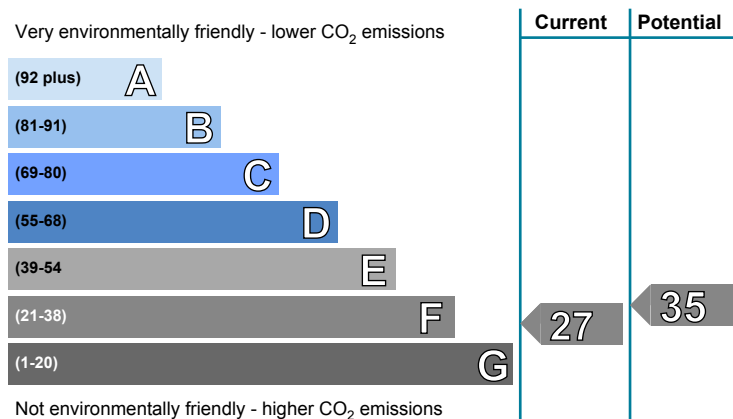 Current Potential
Very environmentally friendly - lower CO2 emissions
(92 plus) A
(81-91) B
(69-80) C
(55-68) D
(39-54 E
(21-38) F 27 35
(1-20) G
Not environmentally friendly - higher CO2 emissions